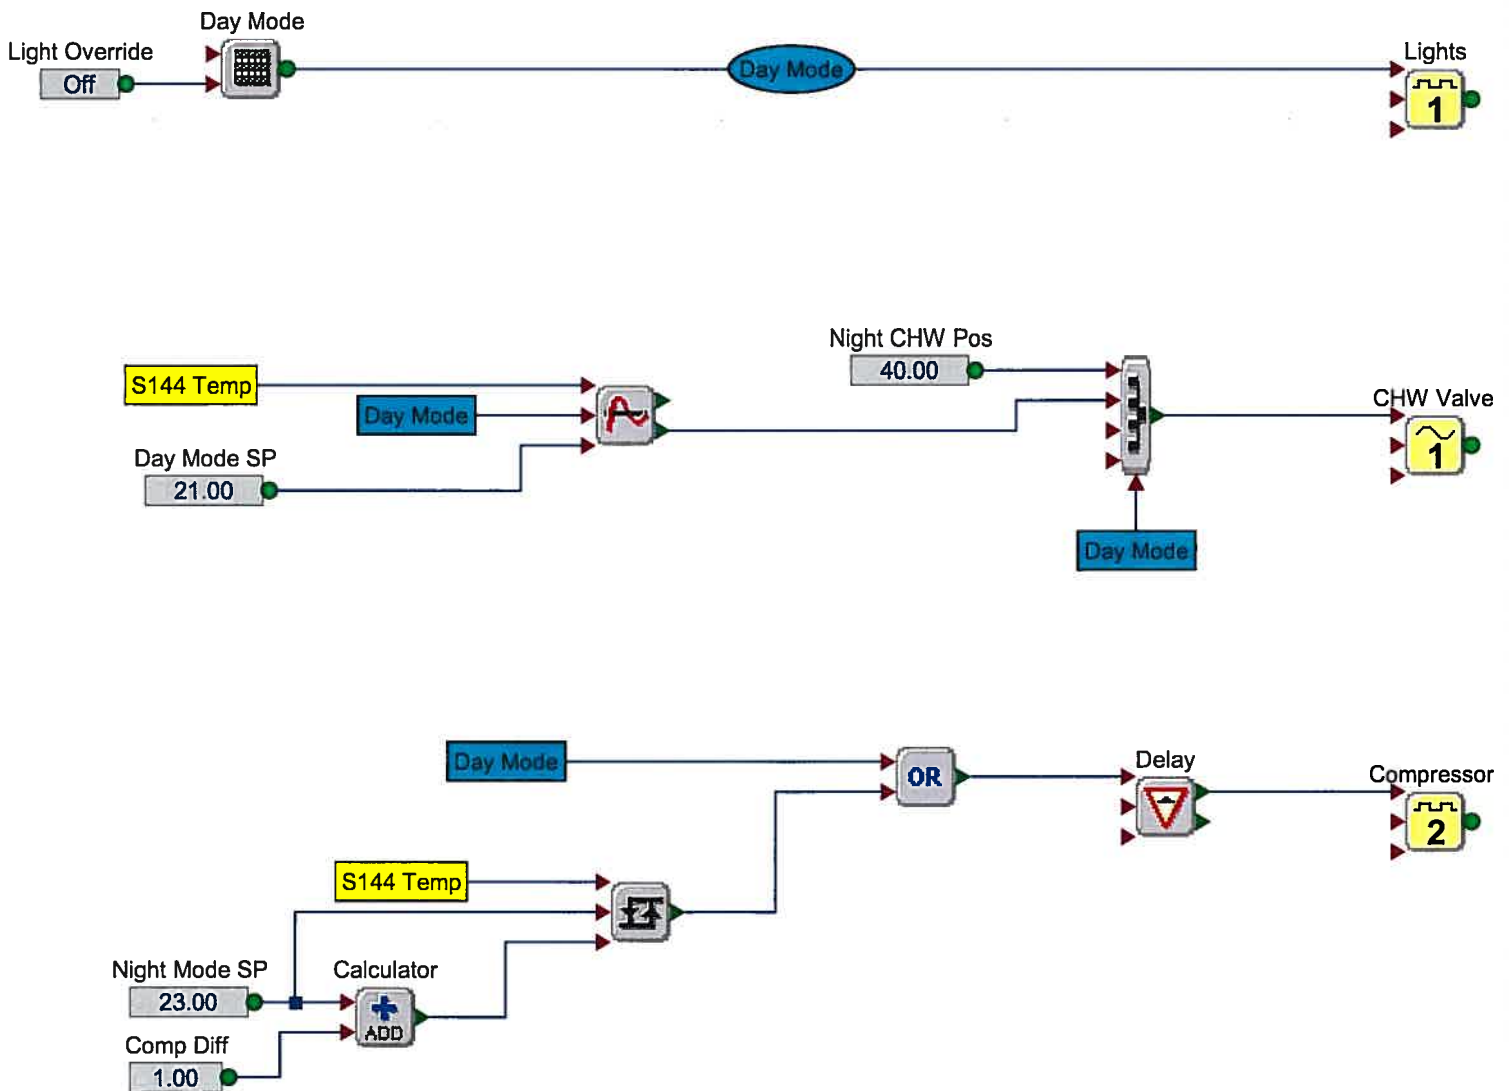 Day Mode
Light Override
Off
Day Mode
Lights
1
Night CHW Pos
40.00
S144 Temp
Day Mode
CHW Valve
1
Day Mode SP
21.00
Day Mode
Day Mode
OR
Delay
Compressor
2
S144 Temp
Night Mode SP
23.00
Calculator
ADD
Comp Diff
1.00